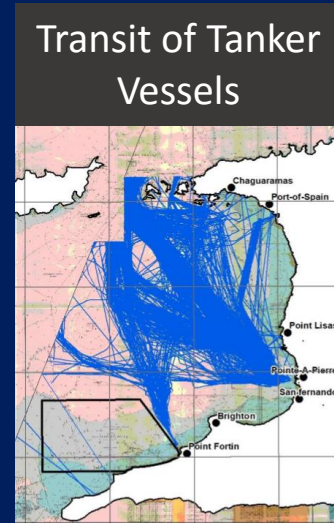 Transit of Tanker
Vessels
Chaguaramas
Port-of-Spain
Point Lisas
Pointe-A-Pierre
San-fernando
Brighton
Point Fortin